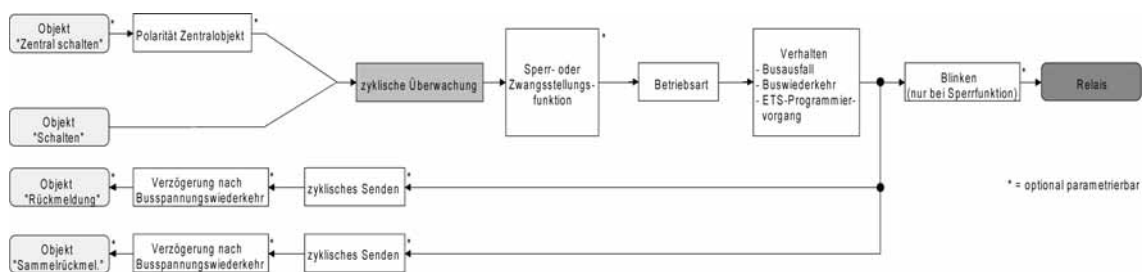 Objekt
"Zentral schalten"
*
Polarität Zentralobjekt
*
Objekt
"Schalten"
zyklische Überwachung
Sperr- oder
Zwangsstellungs-
funktion
*
Betriebsart
Verhalten
- Busausfall
- Buswiederkehr
- ETS-Programmier-
vorgang
Blinken
(nur bei Sperrfunktion)
*
Relais
Objekt
"Rückmeldung"
*
Verzögerung nach
Busspannungswiederkehr
*
zyklisches Senden
*
* = optional parametrierbar
Objekt
"Sammelrückmel."
*
Verzögerung nach
Busspannungswiederkehr
*
zyklisches Senden
*